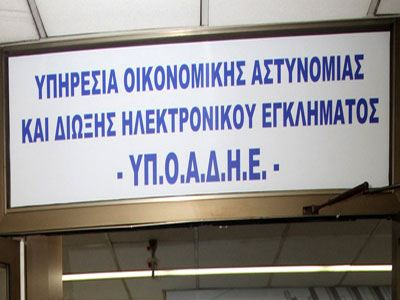 ΥΠΗΡΕΣΙΑ ΟΙΚΟΝΟΜΙΚΗΣ ΑΣΤΥΝΟΜΙΑΣ
ΚΑΙ ΔΙΩΞΗΣ ΗΛΕΚΤΡΟΝΙΚΟΥ ΕΓΚΛΗΜΑΤΟΣ
- ΥΠ.Ο.Α.Δ.Η.Ε. -